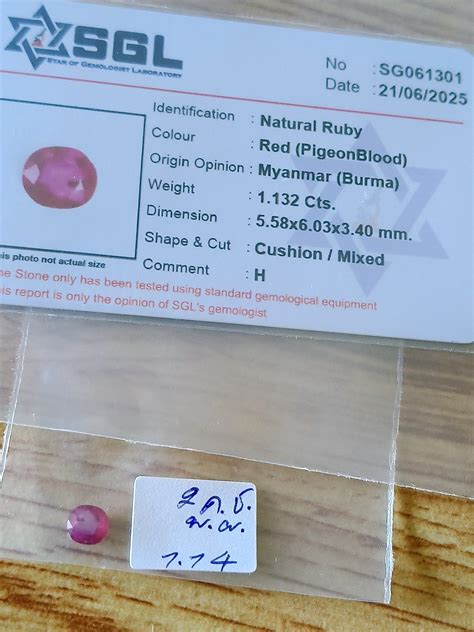 SGL
STAR OF GEMOLOGIST LABORATORY
No : SG061301
Date : 21/06/2025
Identification : Natural Ruby
Colour : Red (PigeonBlood)
Origin Opinion : Myanmar (Burma)
Weight : 1.132 Cts.
Dimension : 5.58x6.03x3.40 mm.
Shape & Cut : Cushion / Mixed
Comment : H
is photo not actual size
he Stone only has been tested using standard gemological equipment
is report is only the opinion of SGL's gemologist
1.14